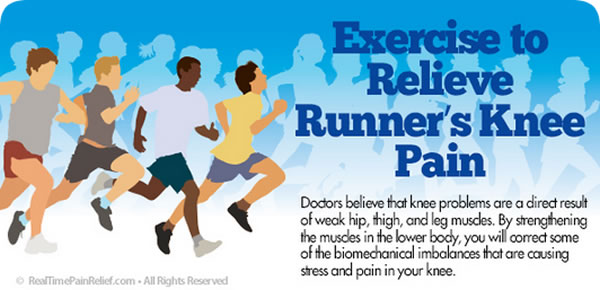 Exercise to
Relieve
Runner's Knee
Pain
Doctors believe that knee problems are a direct result
of weak hip, thigh, and leg muscles. By strengthening
the muscles in the lower body, you will correct some
of the biomechanical imbalances that are causing
stress and pain in your knee.
© RealTimePainRelief.com • All Rights Reserved